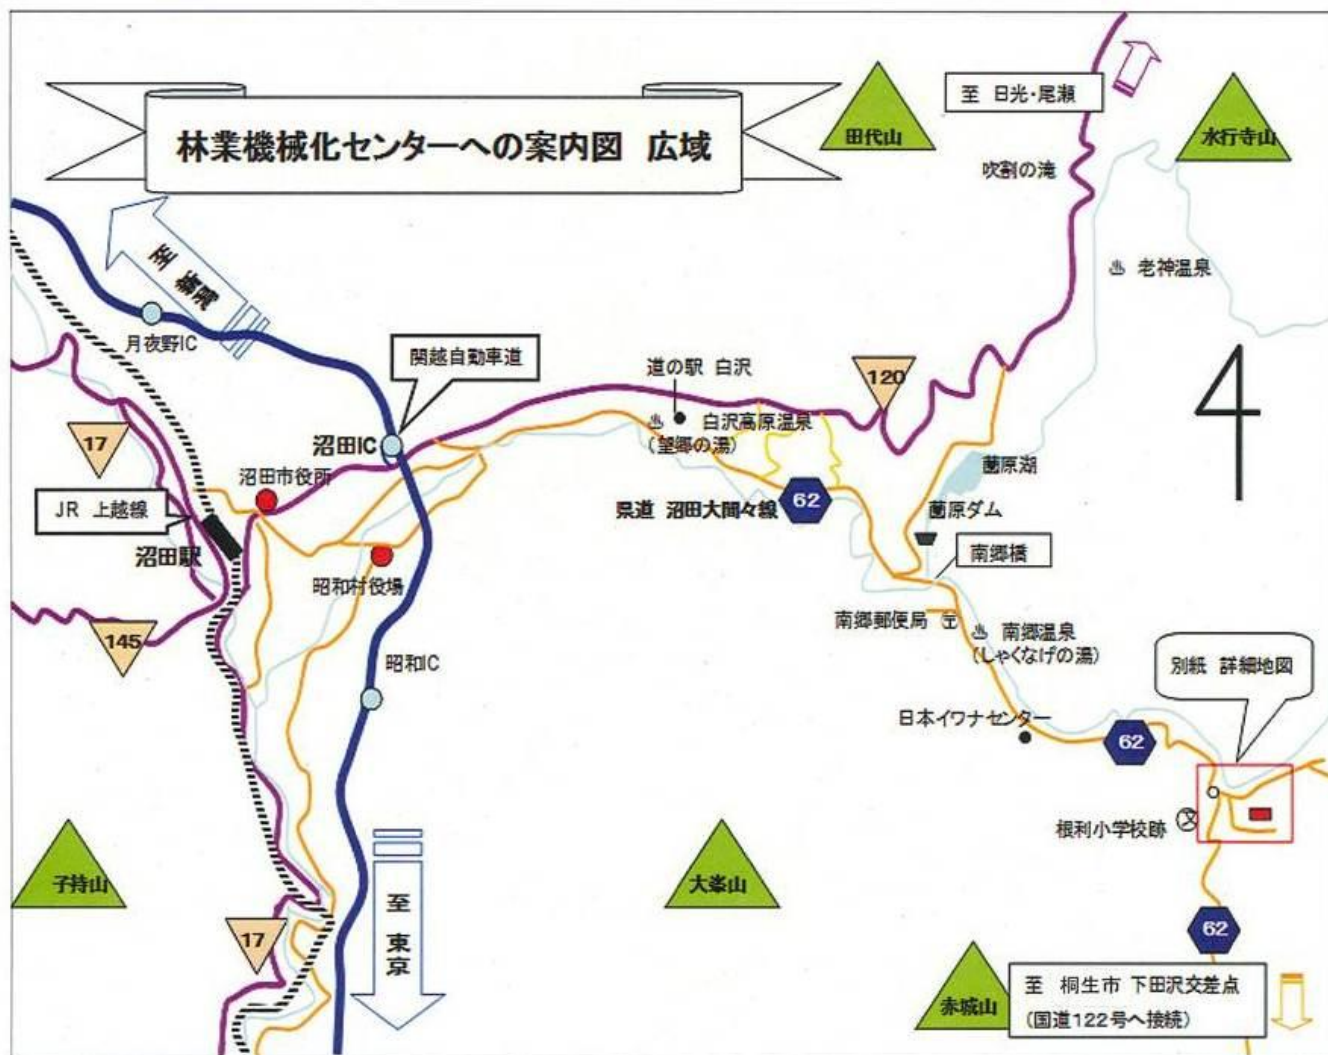 林業機械化センターへの案内図 広域
田代山
至 日光・尾瀬
水行寺山
吹割の滝
老神温泉
至
月夜野IC
関越自動車道
道の駅 白沢
120
白沢高原温泉
(望郷の湯)
17
沼田IC
沼田市役所
薗原湖
県道 沼田大間々線
62
薗原ダム
JR 上越線
沼田駅
南郷橋
昭和村役場
南郷郵便局
南郷温泉
(しゃくなげの湯)
145
昭和IC
別紙 詳細地図
日本イワナセンター
62
根利小学校跡
子持山
大峯山
17
至 東京
62
赤城山
至 桐生市 下田沢交差点
(国道122号へ接続)